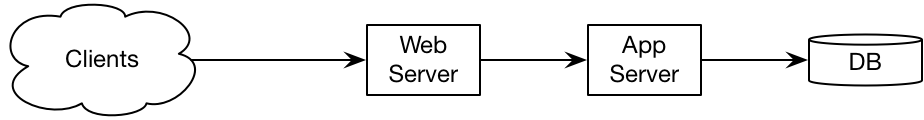 Clients
Web
Server
App
Server
DB